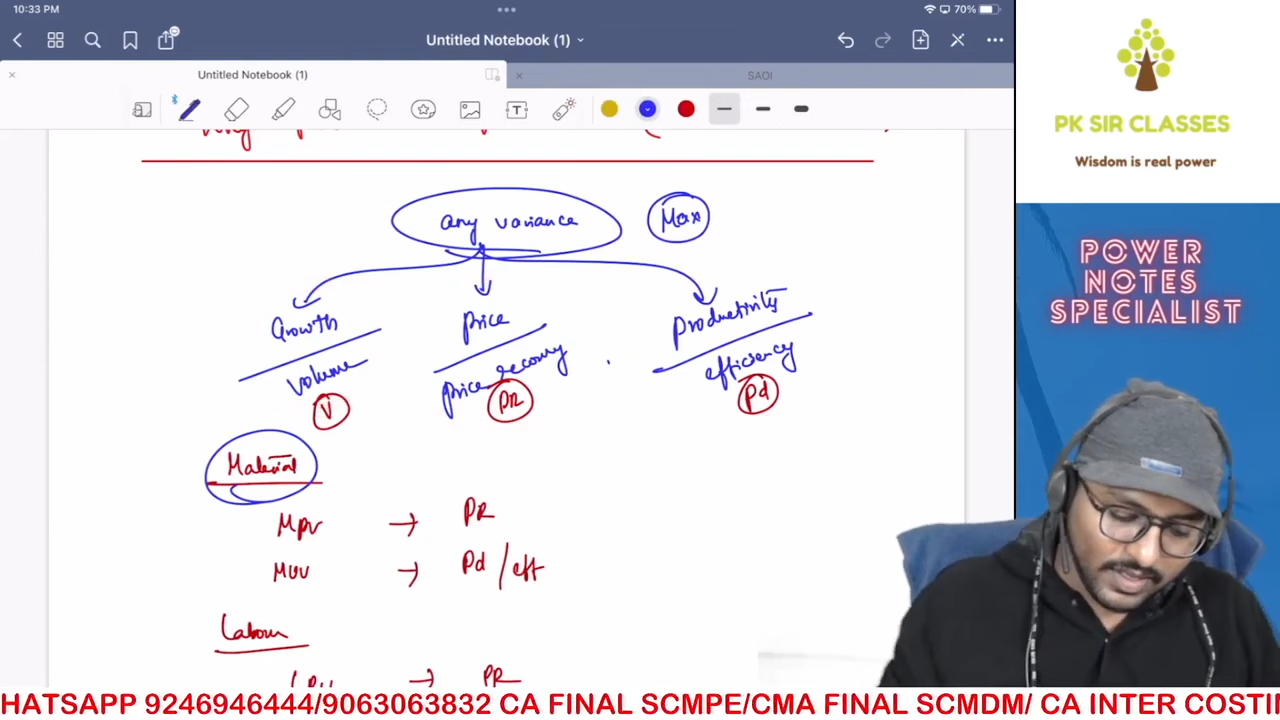 10:33 PM
70%
Untitled Notebook (1)
Untitled Notebook (1)
SAOI
any variance
Max
Growth
volume
V
price
price recovery
PR
Productivity
efficiency
Pd
Material
MPV → PR
MUV → Pd / eff
Labour
→ PR
PK SIR CLASSES
Wisdom is real power
POWER
NOTES
SPECIALIST
HATSAPP 9246946444/9063063832 CA FINAL SCMPE/CMA FINAL SCMDM/ CA INTER COSTII